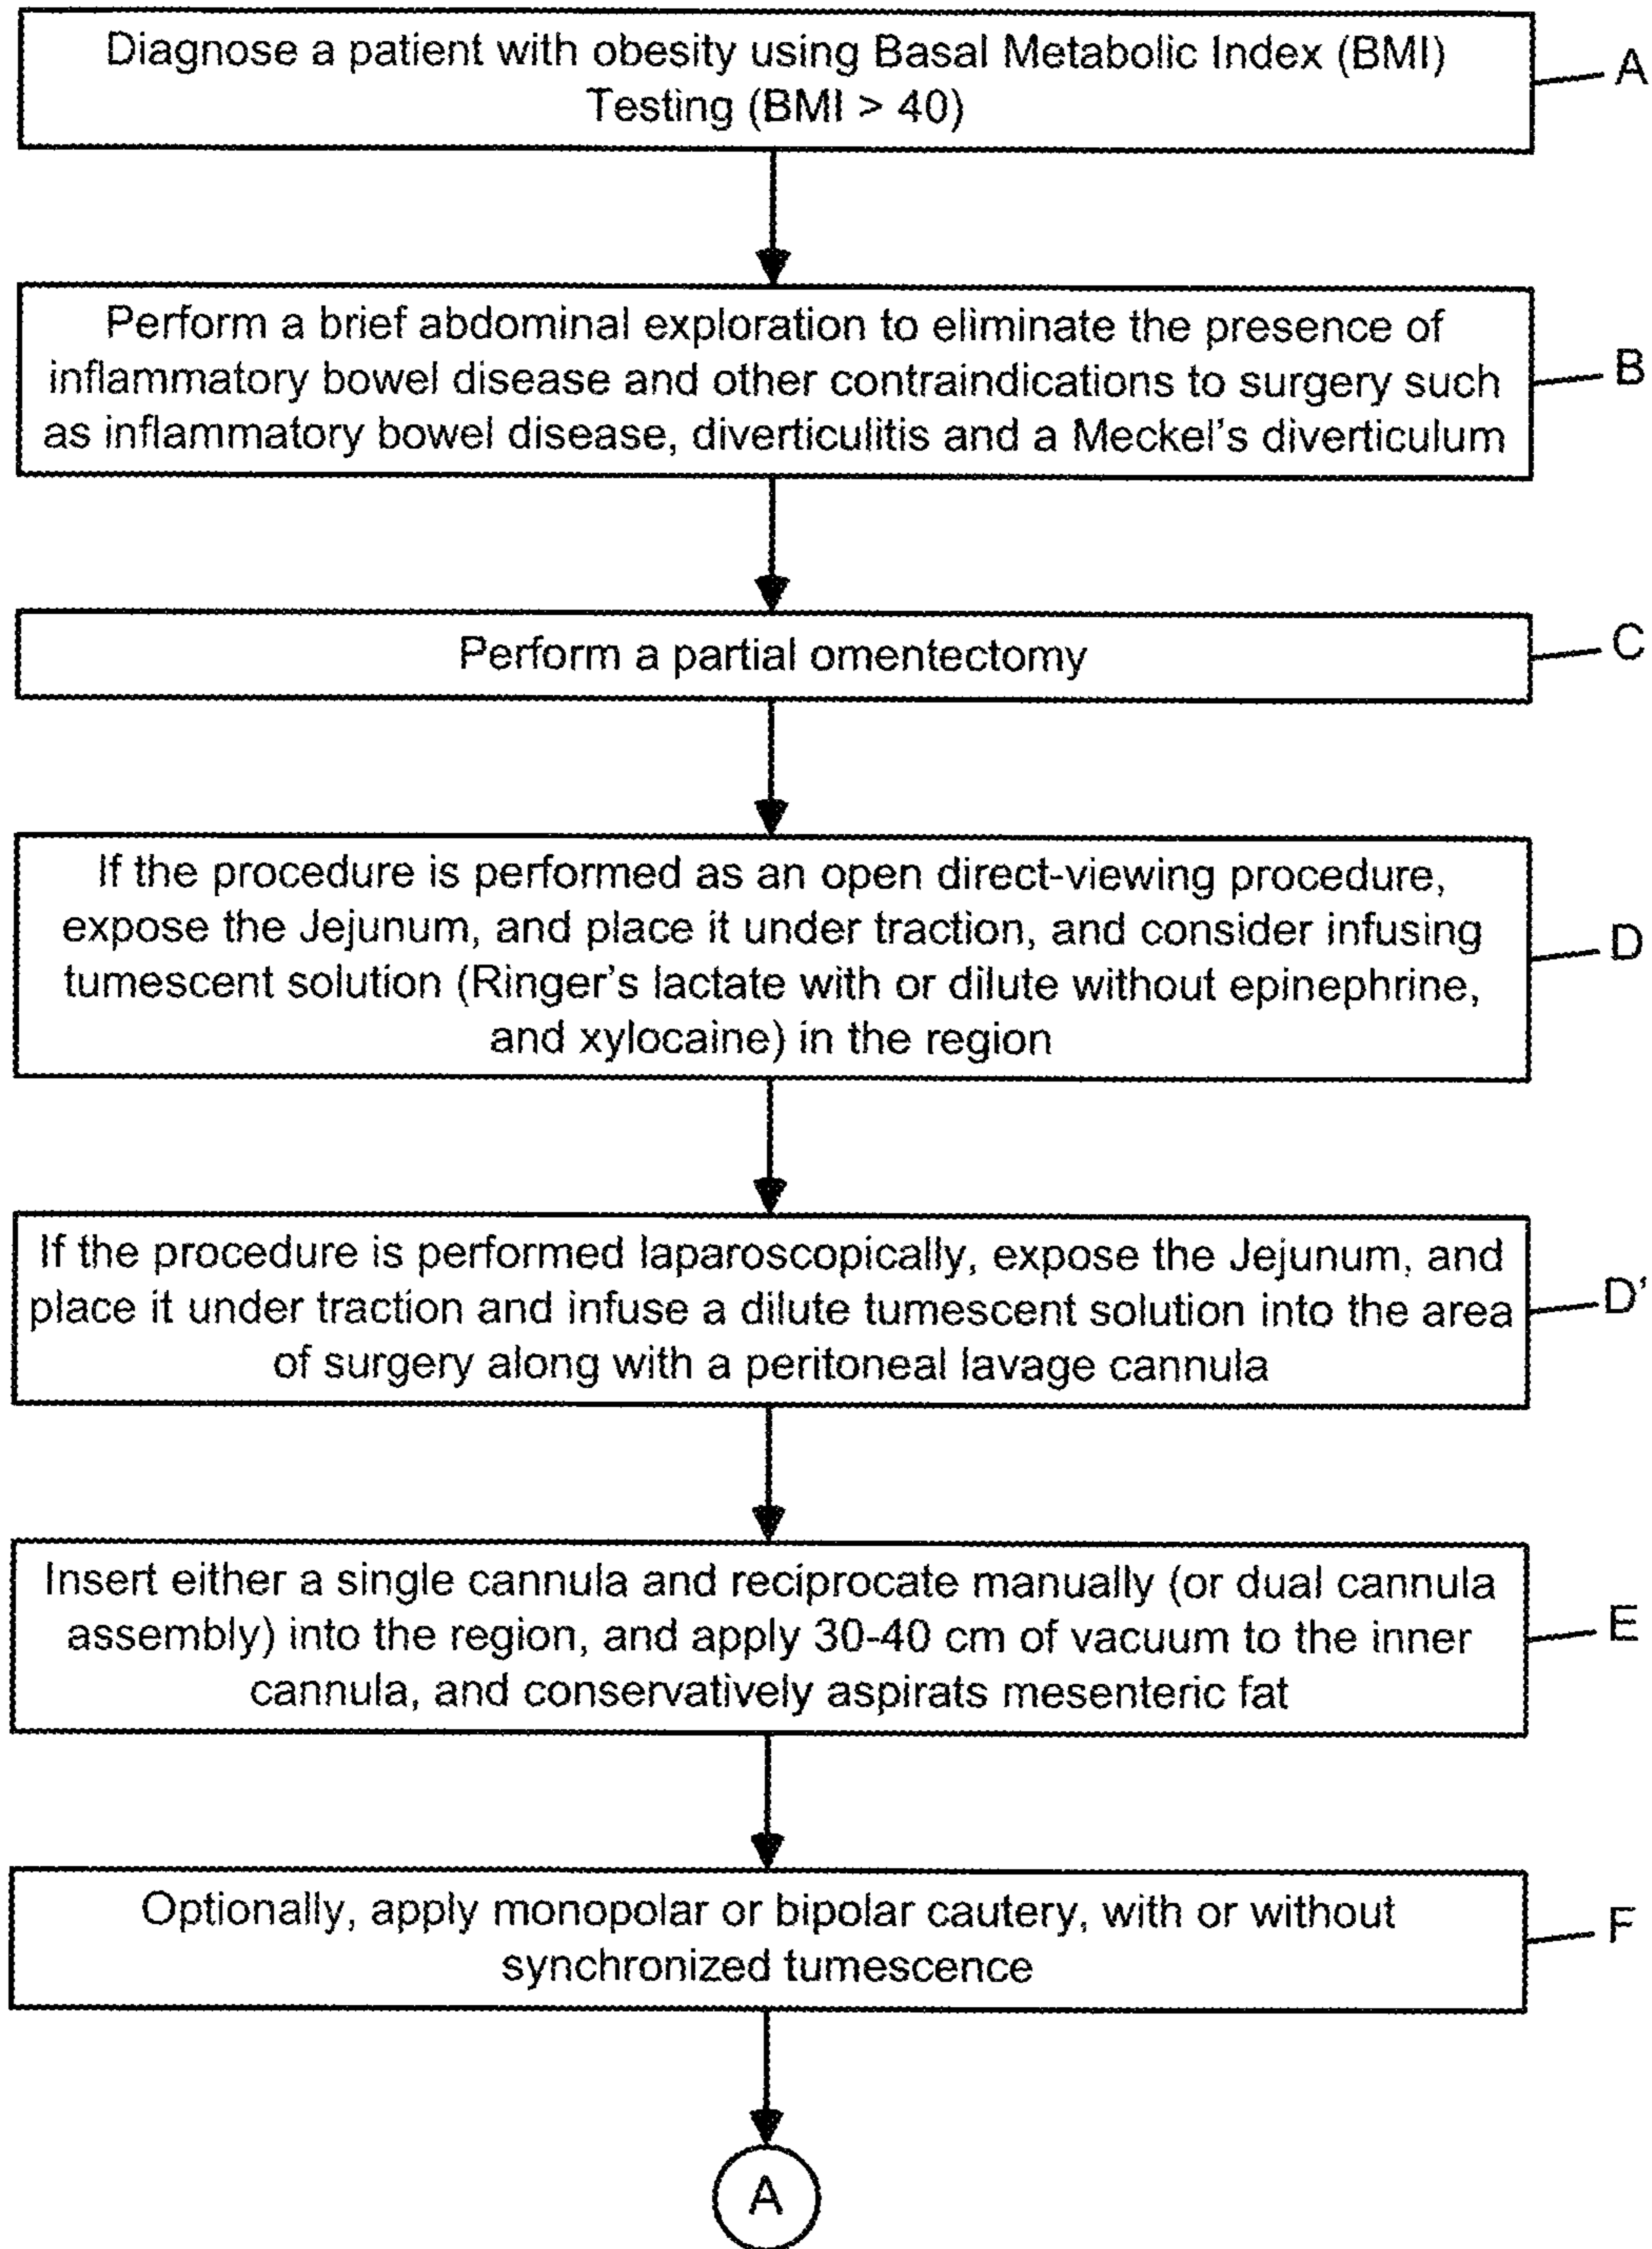 Diagnose a patient with obesity using Basal Metabolic Index (BMI)
Testing (BMI > 40)
A
Perform a brief abdominal exploration to eliminate the presence of
inflammatory bowel disease and other contraindications to surgery such
as inflammatory bowel disease, diverticulitis and a Meckel's diverticulum
B
Perform a partial omentectomy
C
If the procedure is performed as an open direct-viewing procedure,
expose the Jejunum, and place it under traction, and consider infusing
tumescent solution (Ringer's lactate with or dilute without epinephrine,
and xylocaine) in the region
D
If the procedure is performed laparoscopically, expose the Jejunum, and
place it under traction and infuse a dilute tumescent solution into the area
of surgery along with a peritoneal lavage cannula
D'
Insert either a single cannula and reciprocate manually (or dual cannula
assembly) into the region, and apply 30-40 cm of vacuum to the inner
cannula, and conservatively aspirats mesenteric fat
E
Optionally, apply monopolar or bipolar cautery, with or without
synchronized tumescence
F
A